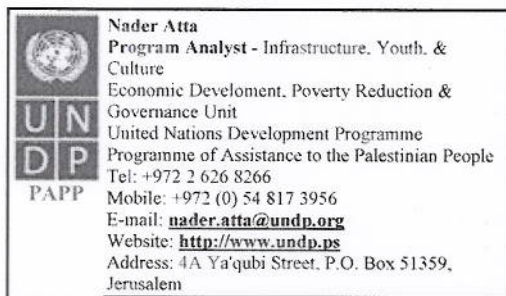 Nader Atta
Program Analyst - Infrastructure, Youth, &
Culture
Economic Develoment, Poverty Reduction &
Governance Unit
United Nations Development Programme
Programme of Assistance to the Palestinian People
Tel: +972 2 626 8266
Mobile: +972 (0) 54 817 3956
E-mail: nader.atta@undp.org
Website: http://www.undp.ps
Address: 4A Ya'qubi Street, P.O. Box 51359,
Jerusalem
U N
D P
PAPP